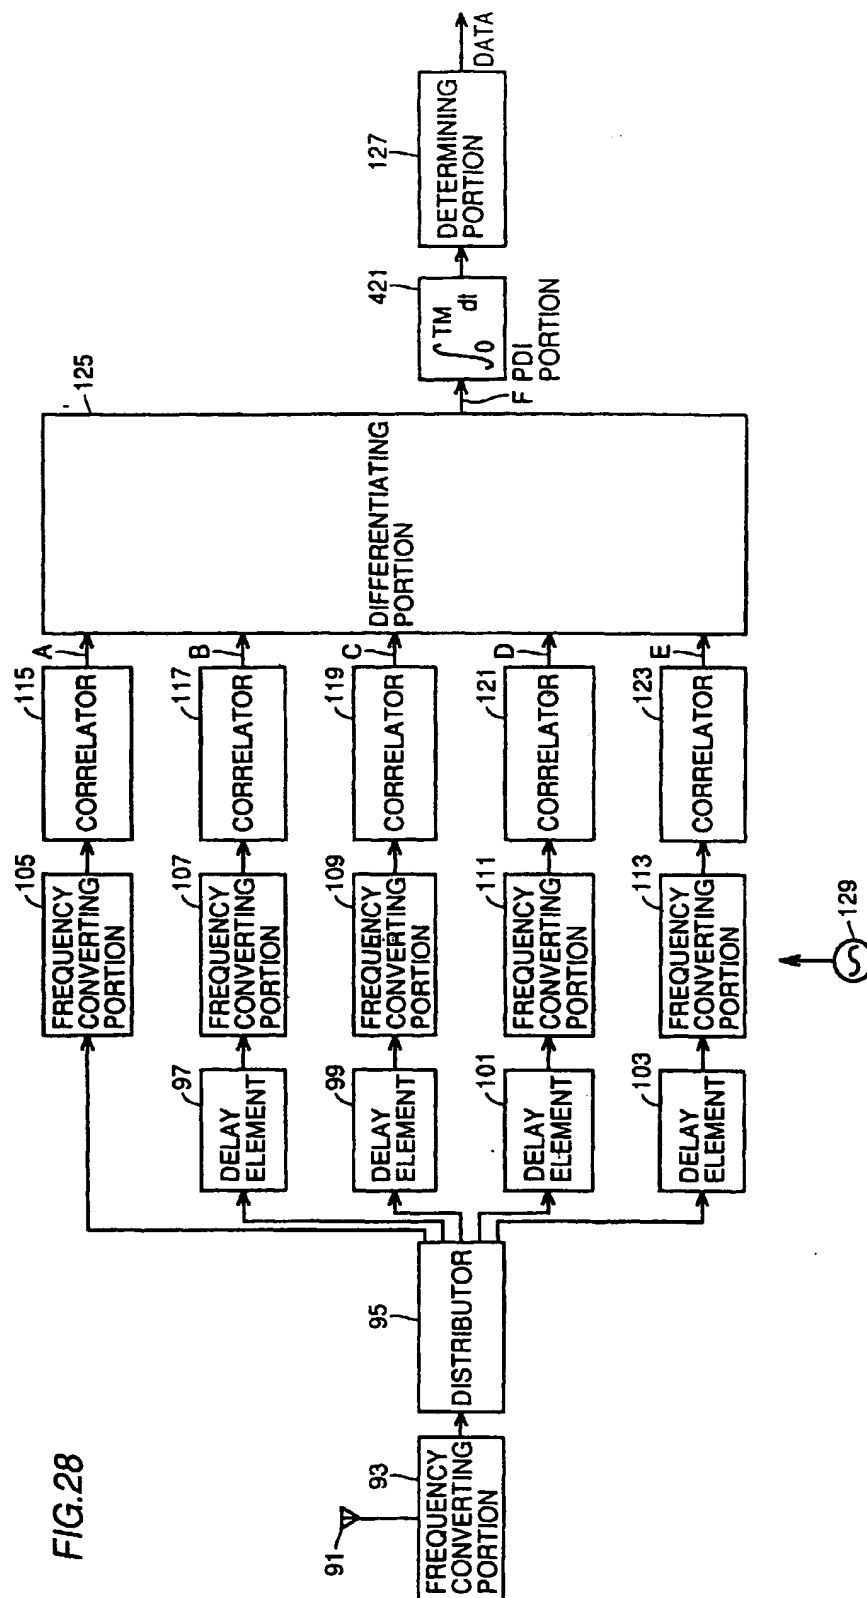 FIG.28
91
93
FREQUENCY
CONVERTING
PORTION
95
DISTRIBUTOR
97
DELAY
ELEMENT
99
DELAY
ELEMENT
101
DELAY
ELEMENT
103
DELAY
ELEMENT
105
FREQUENCY
CONVERTING
PORTION
107
FREQUENCY
CONVERTING
PORTION
109
FREQUENCY
CONVERTING
PORTION
111
FREQUENCY
CONVERTING
PORTION
113
FREQUENCY
CONVERTING
PORTION
115
CORRELATOR
117
CORRELATOR
119
CORRELATOR
121
CORRELATOR
123
CORRELATOR
A
B
C
D
E
125
DIFFERENTIATING
PORTION
F
421
∫0 TM dt
PDI
PORTION
127
DETERMINING
PORTION
DATA
129